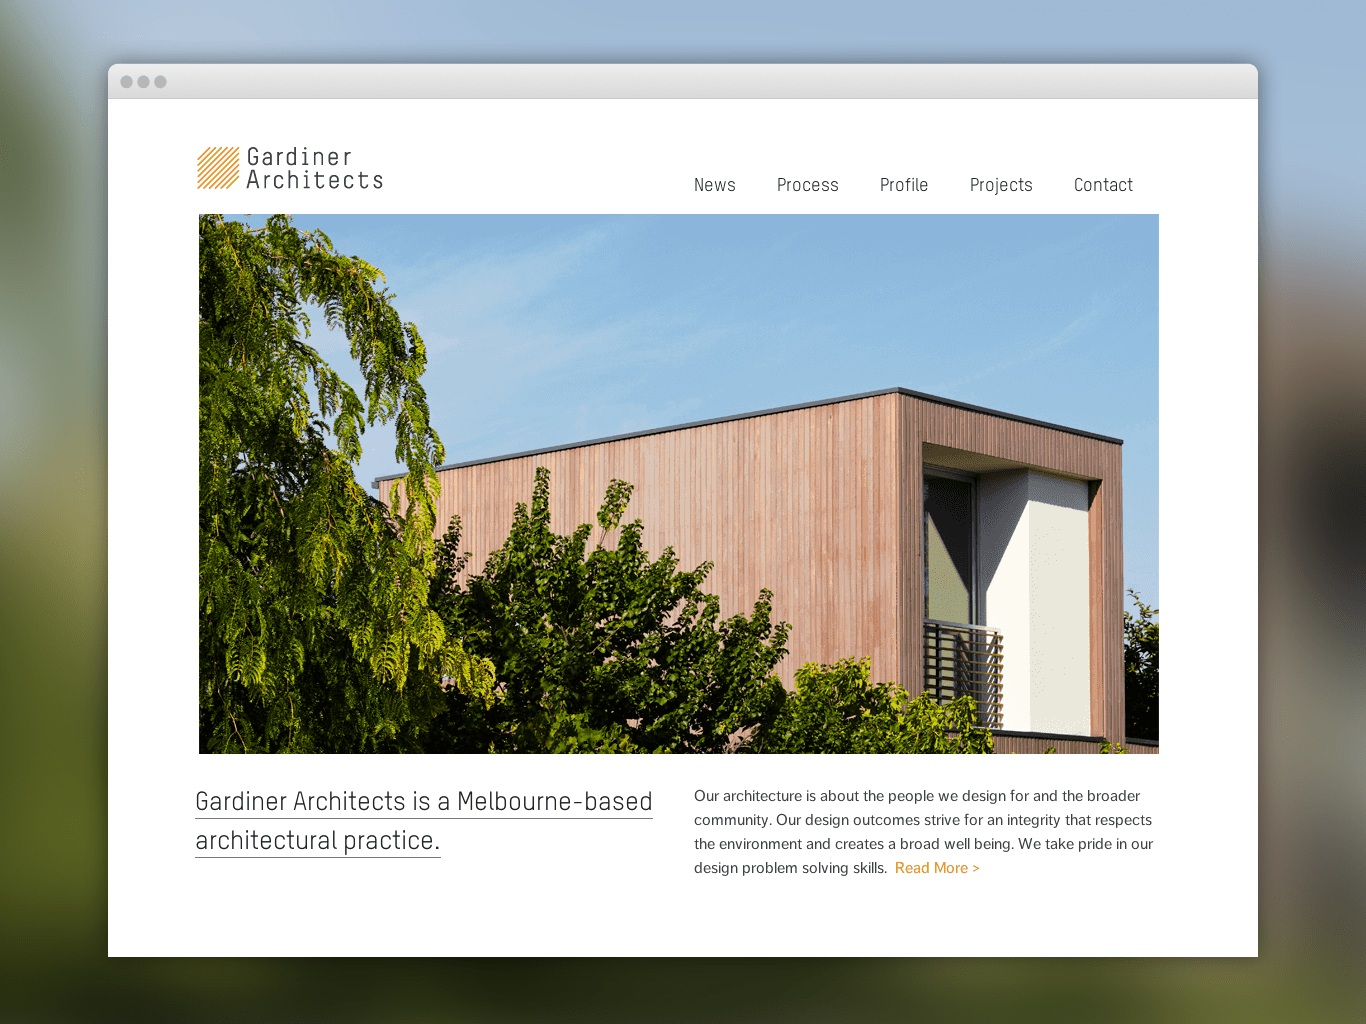 Gardiner
Architects
News Process Profile Projects Contact
Gardiner Architects is a Melbourne-based
architectural practice.
Our architecture is about the people we design for and the broader
community. Our design outcomes strive for an integrity that respects
the environment and creates a broad well being. We take pride in our
design problem solving skills. Read More >